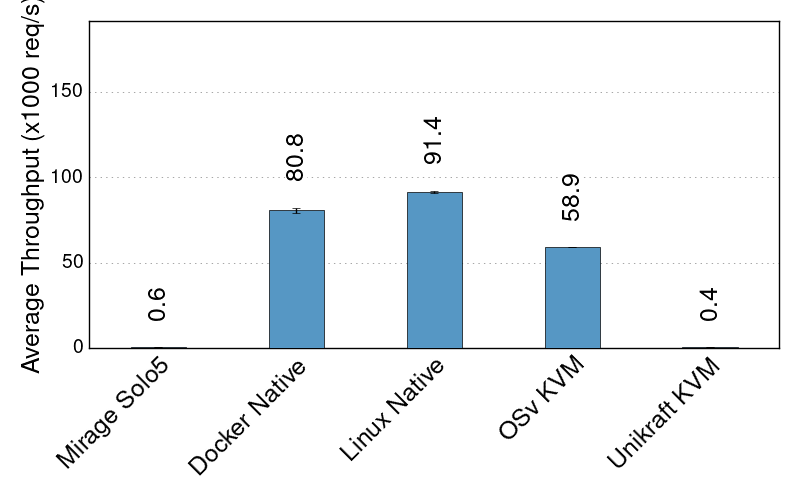 Average Throughput (x1000 req/s)
150
100
50
0
0.6
80.8
91.4
58.9
0.4
Mirage Solo5
Docker Native
Linux Native
OSv KVM
Unikraft KVM